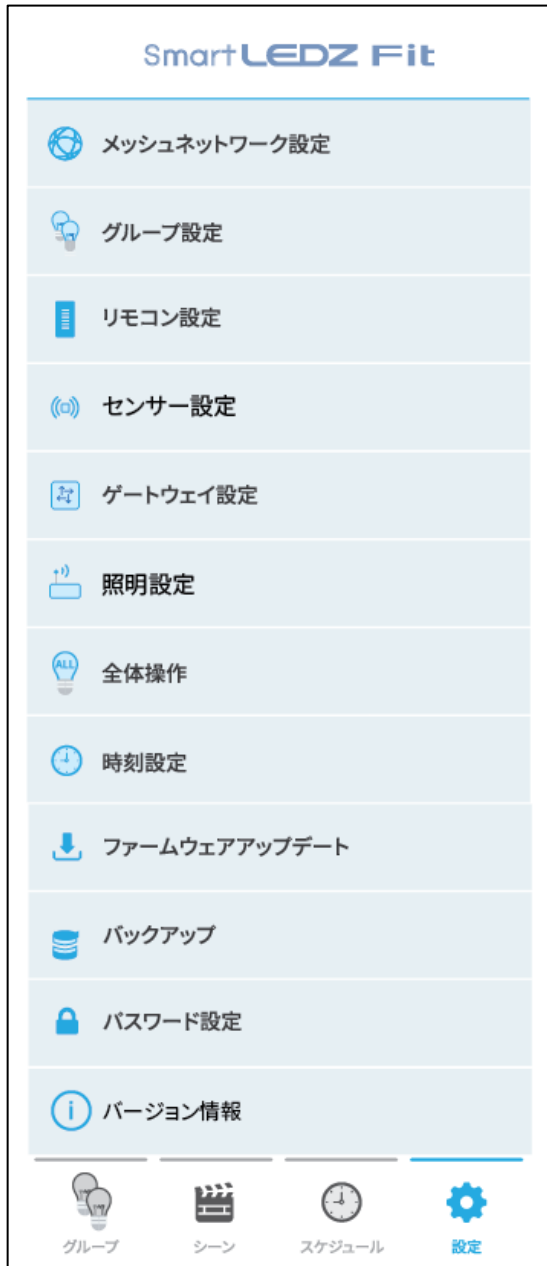 Smart LEDZ Fit
メッシュネットワーク設定
グループ設定
リモコン設定
センサー設定
ゲートウェイ設定
照明設定
ALL
全体操作
時刻設定
ファームウェアアップデート
バックアップ
パスワード設定
i バージョン情報
グループ シーン スケジュール 設定